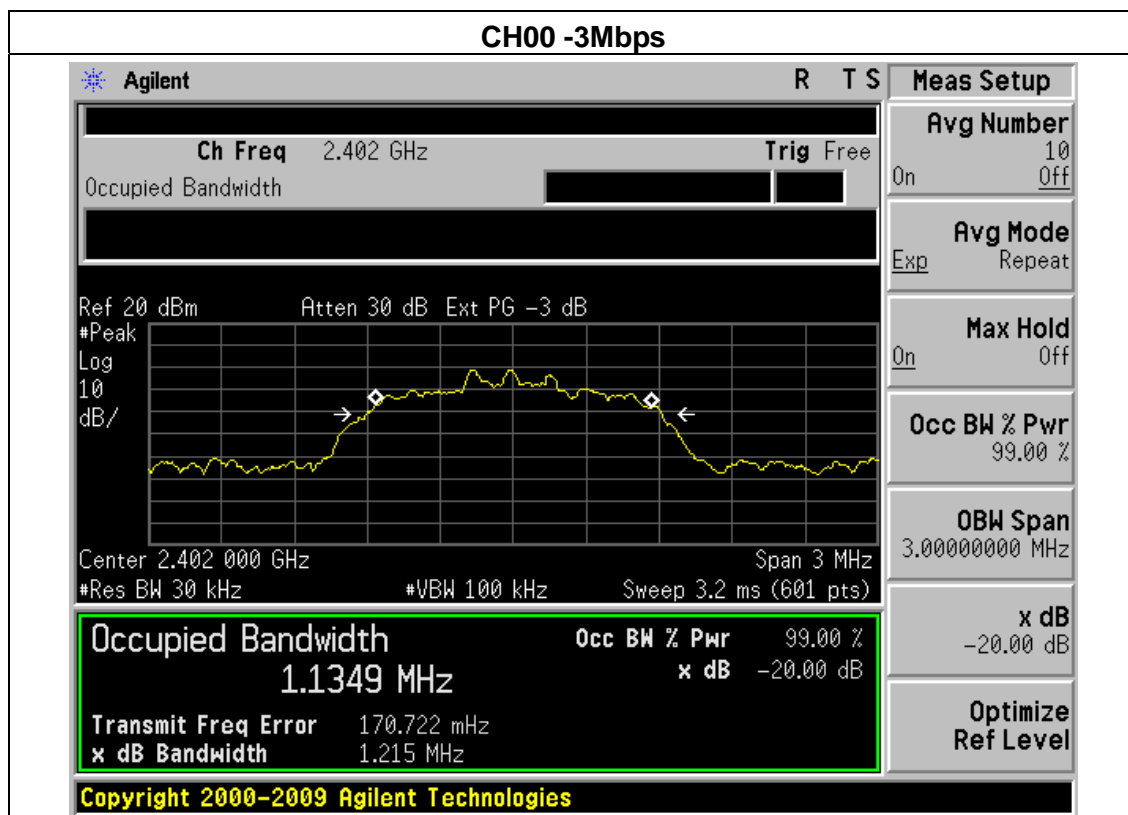 CH00 -3Mbps
Agilent R T S
Ch Freq 2.402 GHz Trig Free
Occupied Bandwidth
Ref 20 dBm Atten 30 dB Ext PG -3 dB
#Peak
Log
10
dB/
Center 2.402 000 GHz Span 3 MHz
#Res BW 30 kHz #VBW 100 kHz Sweep 3.2 ms (601 pts)
Occupied Bandwidth Occ BW % Pwr 99.00 %
1.1349 MHz x dB -20.00 dB
Transmit Freq Error 170.722 mHz
x dB Bandwidth 1.215 MHz
Copyright 2000-2009 Agilent Technologies
Meas Setup
Avg Number
10
On Off
Avg Mode
Exp Repeat
Max Hold
On Off
Occ BW % Pwr
99.00 %
OBW Span
3.00000000 MHz
x dB
-20.00 dB
Optimize
Ref Level